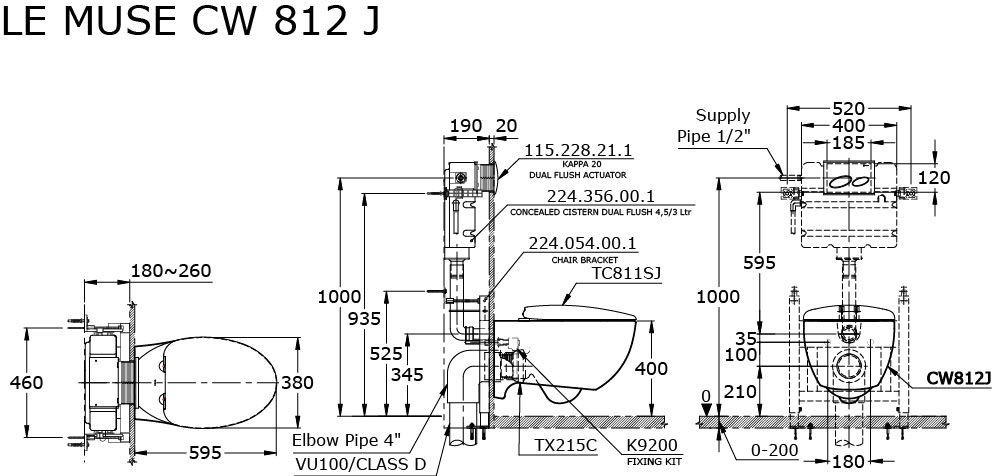 LE MUSE CW 812 J
180~260
460
380
595
190
20
115.228.21.1
KAPPA 20
DUAL FLUSH ACTUATOR
224.356.00.1
CONCEALED CISTERN DUAL FLUSH 4,5/3 Ltr
224.054.00.1
CHAIR BRACKET
TC811SJ
1000
935
525
345
400
Elbow Pipe 4"
VU100/CLASS D
TX215C
K9200
FIXING KIT
Supply
Pipe 1/2"
520
400
185
120
595
1000
35
100
210
0
CW812J
0-200
180